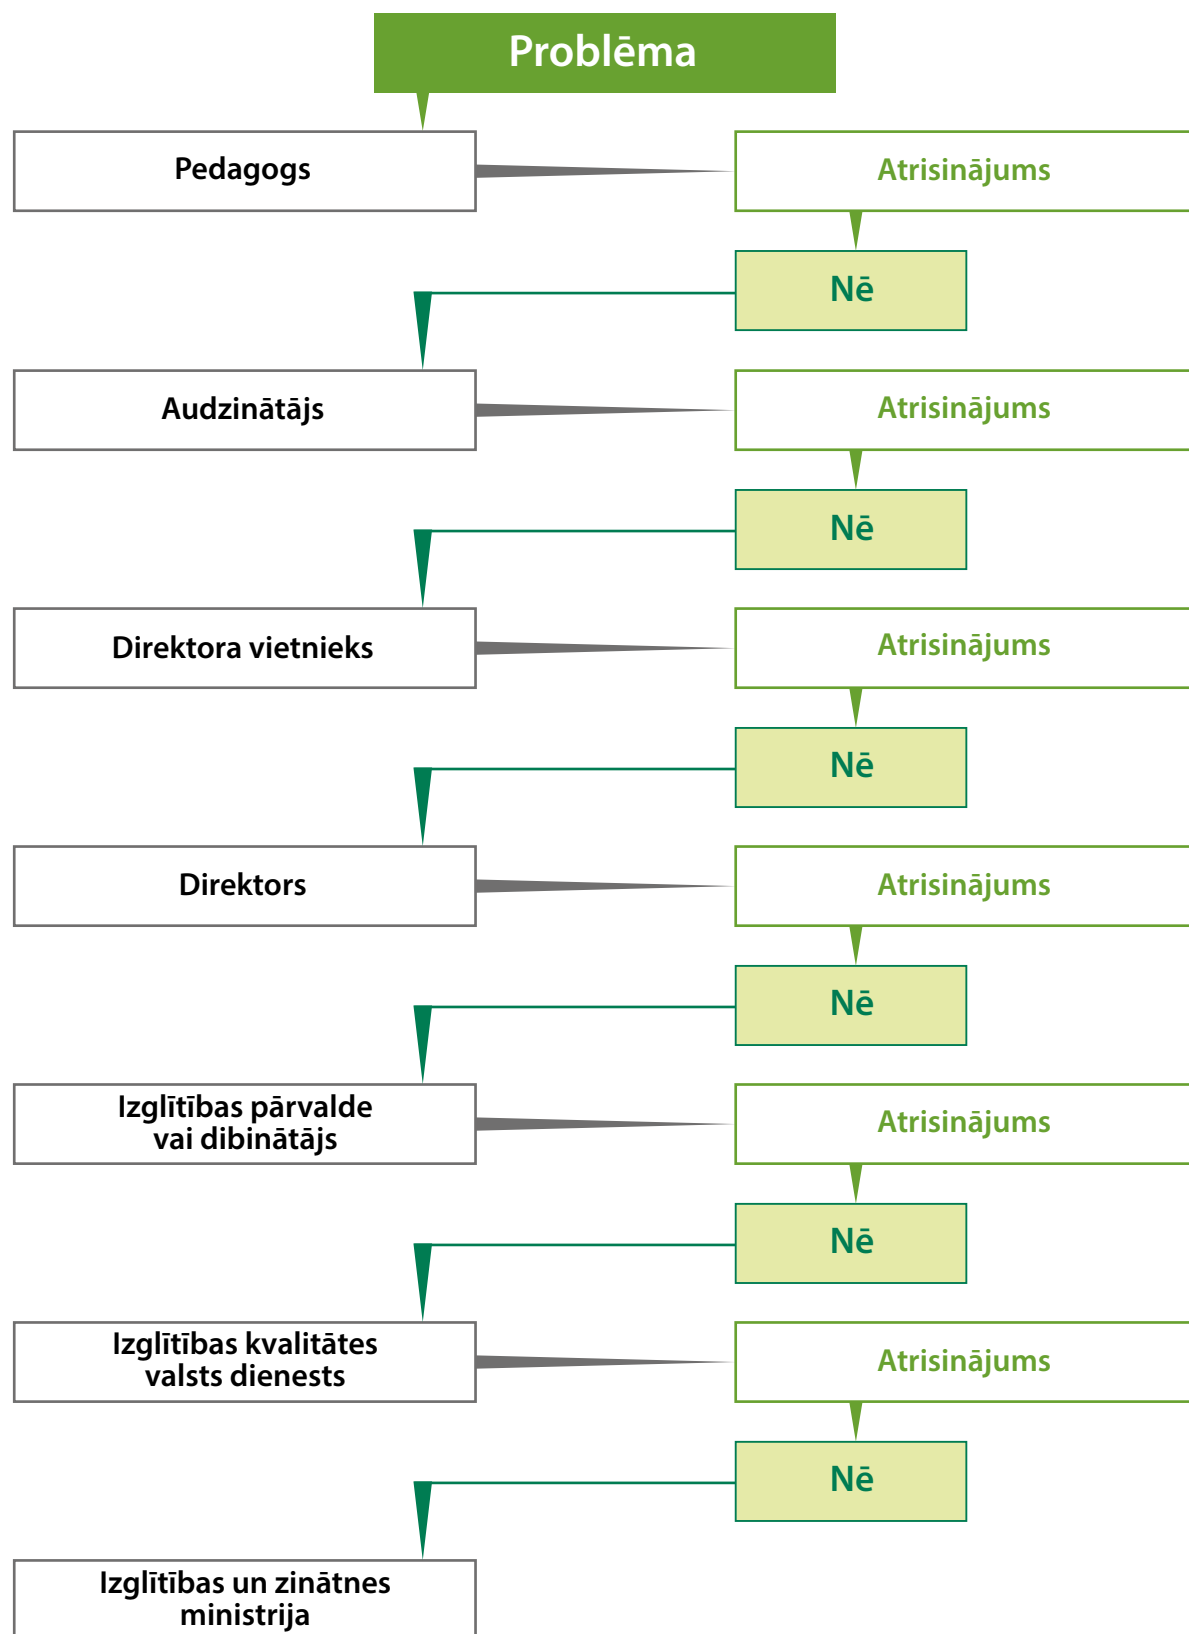 Problēma
Pedagogs
Atrisinājums
Nē
Audzinātājs
Atrisinājums
Nē
Direktora vietnieks
Atrisinājums
Nē
Direktors
Atrisinājums
Nē
Izglītības pārvalde
vai dibinātājs
Atrisinājums
Nē
Izglītības kvalitātes
valsts dienests
Atrisinājums
Nē
Izglītības un zinātnes
ministrija